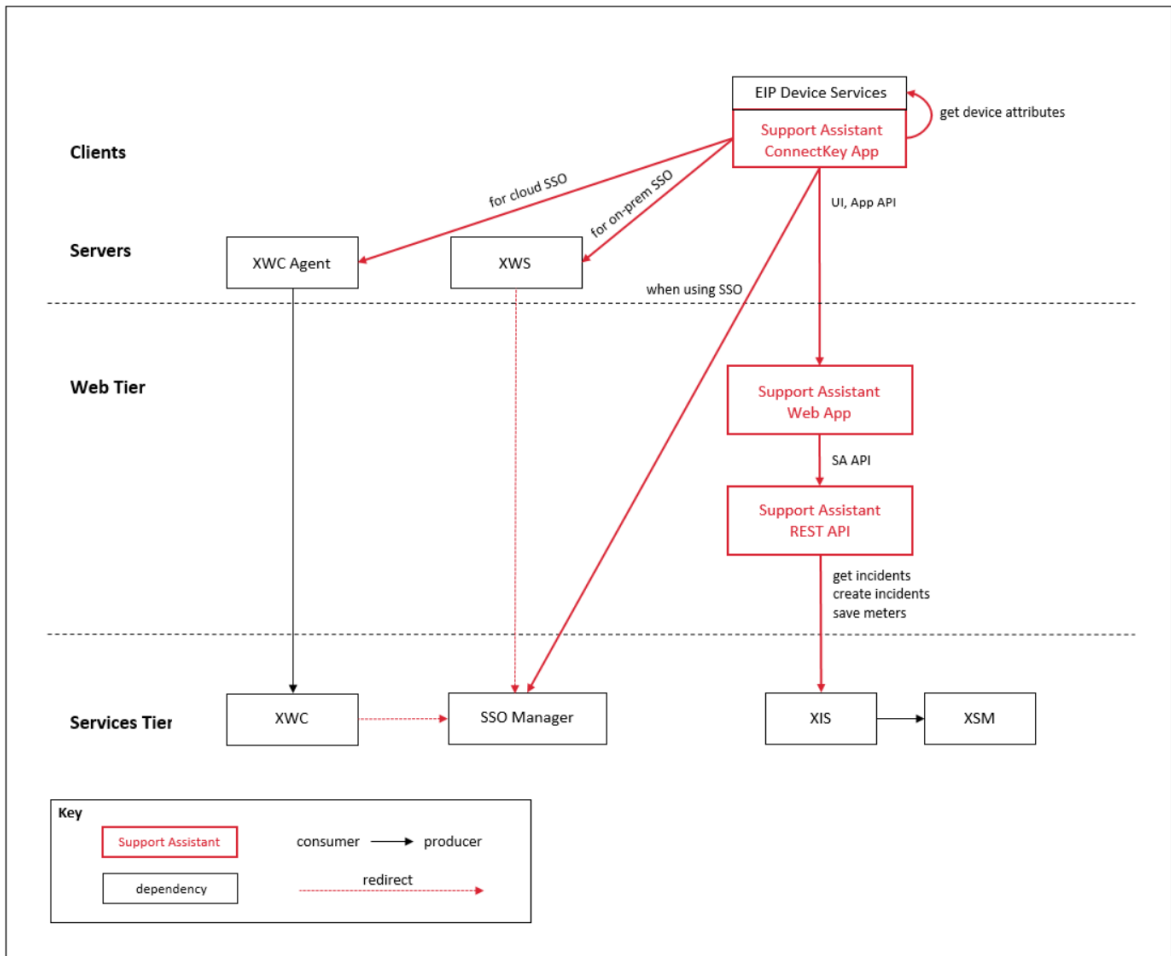 EIP Device Services
get device attributes
Clients
Support Assistant
ConnectKey App
for cloud SSO
for on-prem SSO
UI, App API
Servers
XWC Agent
XWS
when using SSO
Web Tier
Support Assistant
Web App
SA API
Support Assistant
REST API
get incidents
create incidents
save meters
Services Tier
XWC
SSO Manager
XIS
XSM
Key
Support Assistant
consumer
producer
dependency
redirect